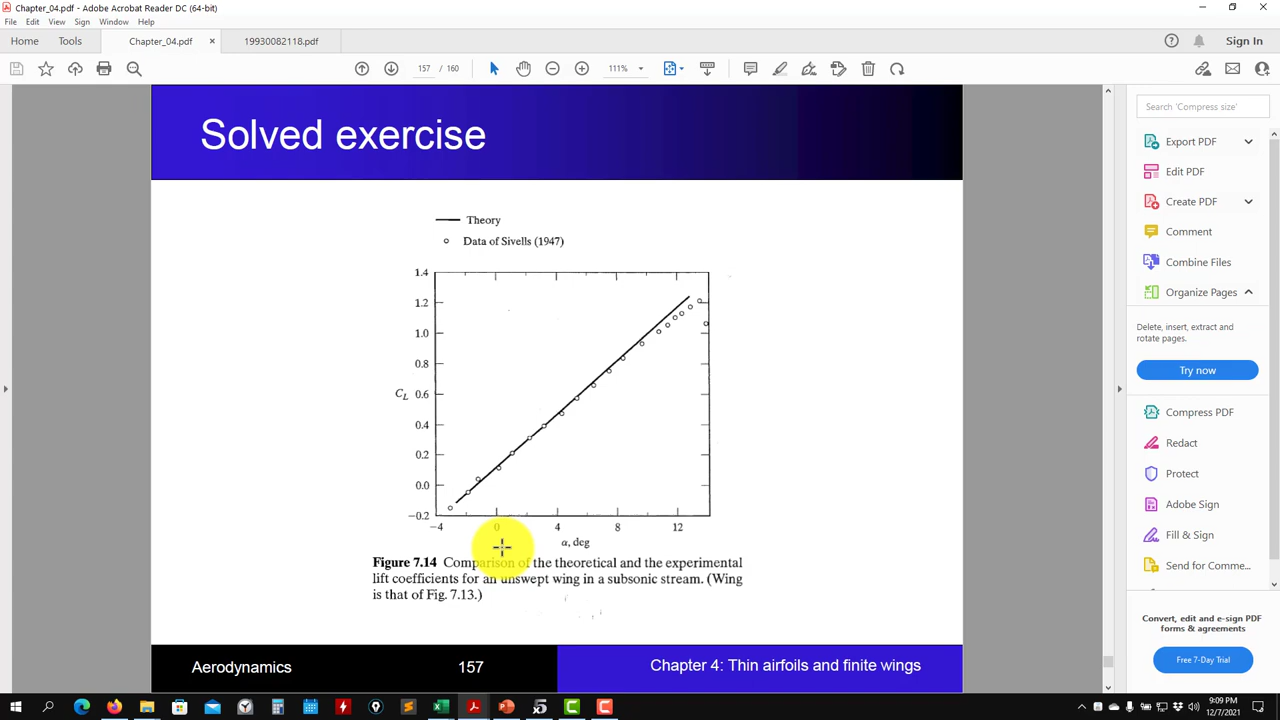 Chapter_04.pdf - Adobe Acrobat Reader DC (64-bit)
File Edit View Sign Window Help
Home Tools Chapter_04.pdf × 19930082118.pdf Sign In
157 / 160 111%
Solved exercise
Theory
Data of Sivells (1947)
1.4
1.2
1.0
0.8
C_L 0.6
0.4
0.2
0.0
−0.2
−4 0 4 8 12
α, deg
Figure 7.14 Comparison of the theoretical and the experimental
lift coefficients for an unswept wing in a subsonic stream. (Wing
is that of Fig. 7.13.)
Aerodynamics 157 Chapter 4: Thin airfoils and finite wings
Search 'Compress size'
Export PDF
Edit PDF
Create PDF
Comment
Combine Files
Organize Pages
Delete, insert, extract and
rotate pages.
Try now
Compress PDF
Redact
Protect
Adobe Sign
Fill & Sign
Send for Comme...
Convert, edit and e-sign PDF
forms & agreements
Free 7-Day Trial
9:09 PM
12/7/2021